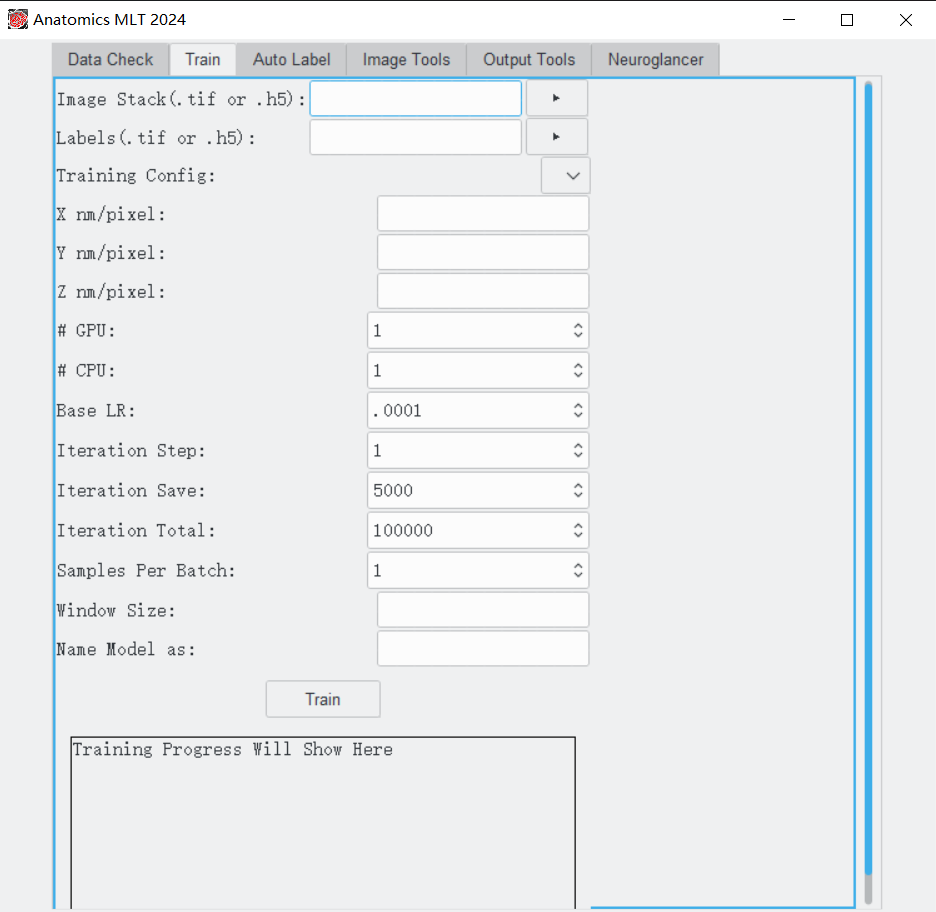 Anatomics MLT 2024
Data Check Train Auto Label Image Tools Output Tools Neuroglancer
Image Stack(.tif or .h5):
Labels(.tif or .h5):
Training Config:
X nm/pixel:
Y nm/pixel:
Z nm/pixel:
# GPU: 1
# CPU: 1
Base LR: .0001
Iteration Step: 1
Iteration Save: 5000
Iteration Total: 100000
Samples Per Batch: 1
Window Size:
Name Model as:
Train
Training Progress Will Show Here